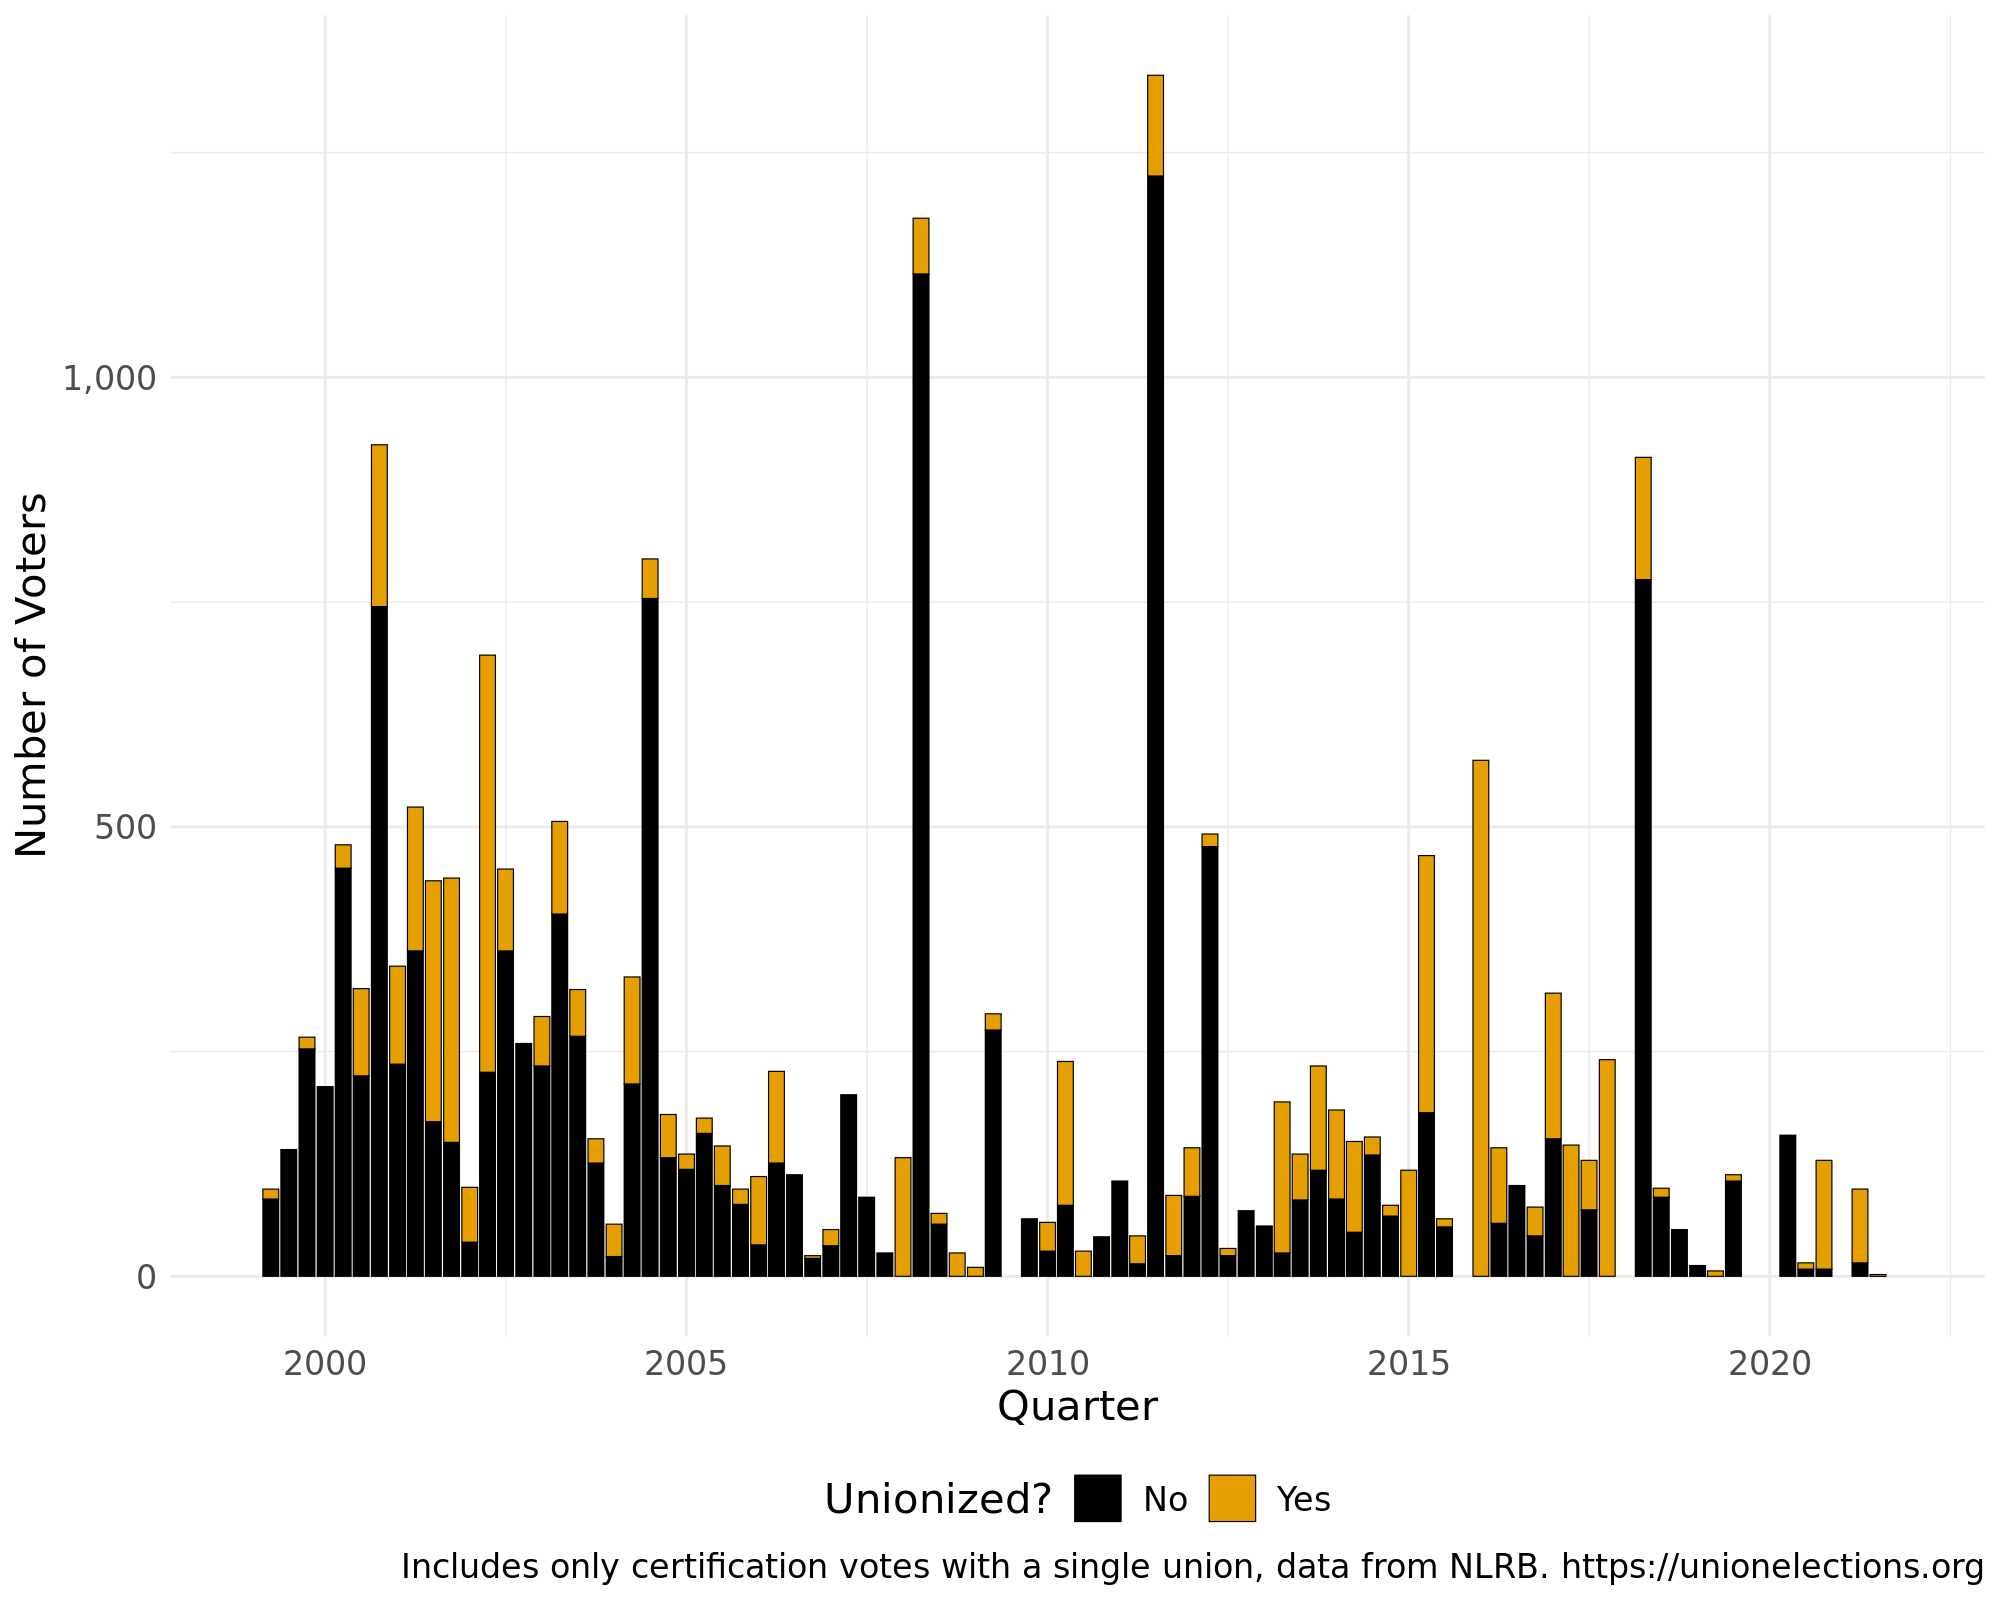 1,000
500
0
Number of Voters
2000 2005 2010 2015 2020
Quarter
Unionized? No Yes
Includes only certification votes with a single union, data from NLRB. https://unionelections.org